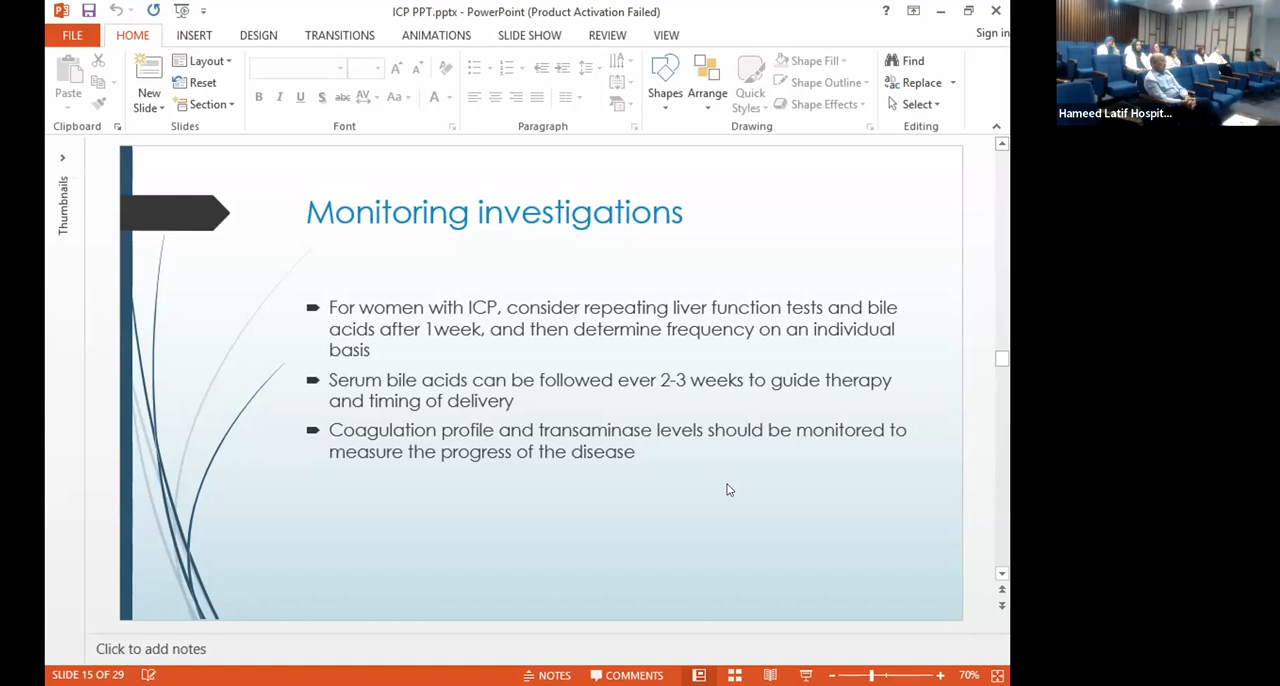 ICP PPT.pptx - PowerPoint (Product Activation Failed)
?
FILE HOME INSERT DESIGN TRANSITIONS ANIMATIONS SLIDE SHOW REVIEW VIEW Sign in
Paste
Clipboard
New
Slide
Layout
Reset
Section
Slides
B I U S abc AV Aa A
Font
Paragraph
Shapes
Arrange
Quick
Styles
Shape Fill
Shape Outline
Shape Effects
Drawing
Find
Replace
Select
Editing
Hameed Latif Hospit...
Thumbnails
Monitoring investigations
For women with ICP, consider repeating liver function tests and bile
acids after 1week, and then determine frequency on an individual
basis
Serum bile acids can be followed ever 2-3 weeks to guide therapy
and timing of delivery
Coagulation profile and transaminase levels should be monitored to
measure the progress of the disease
Click to add notes
SLIDE 15 OF 29 NOTES COMMENTS 70%